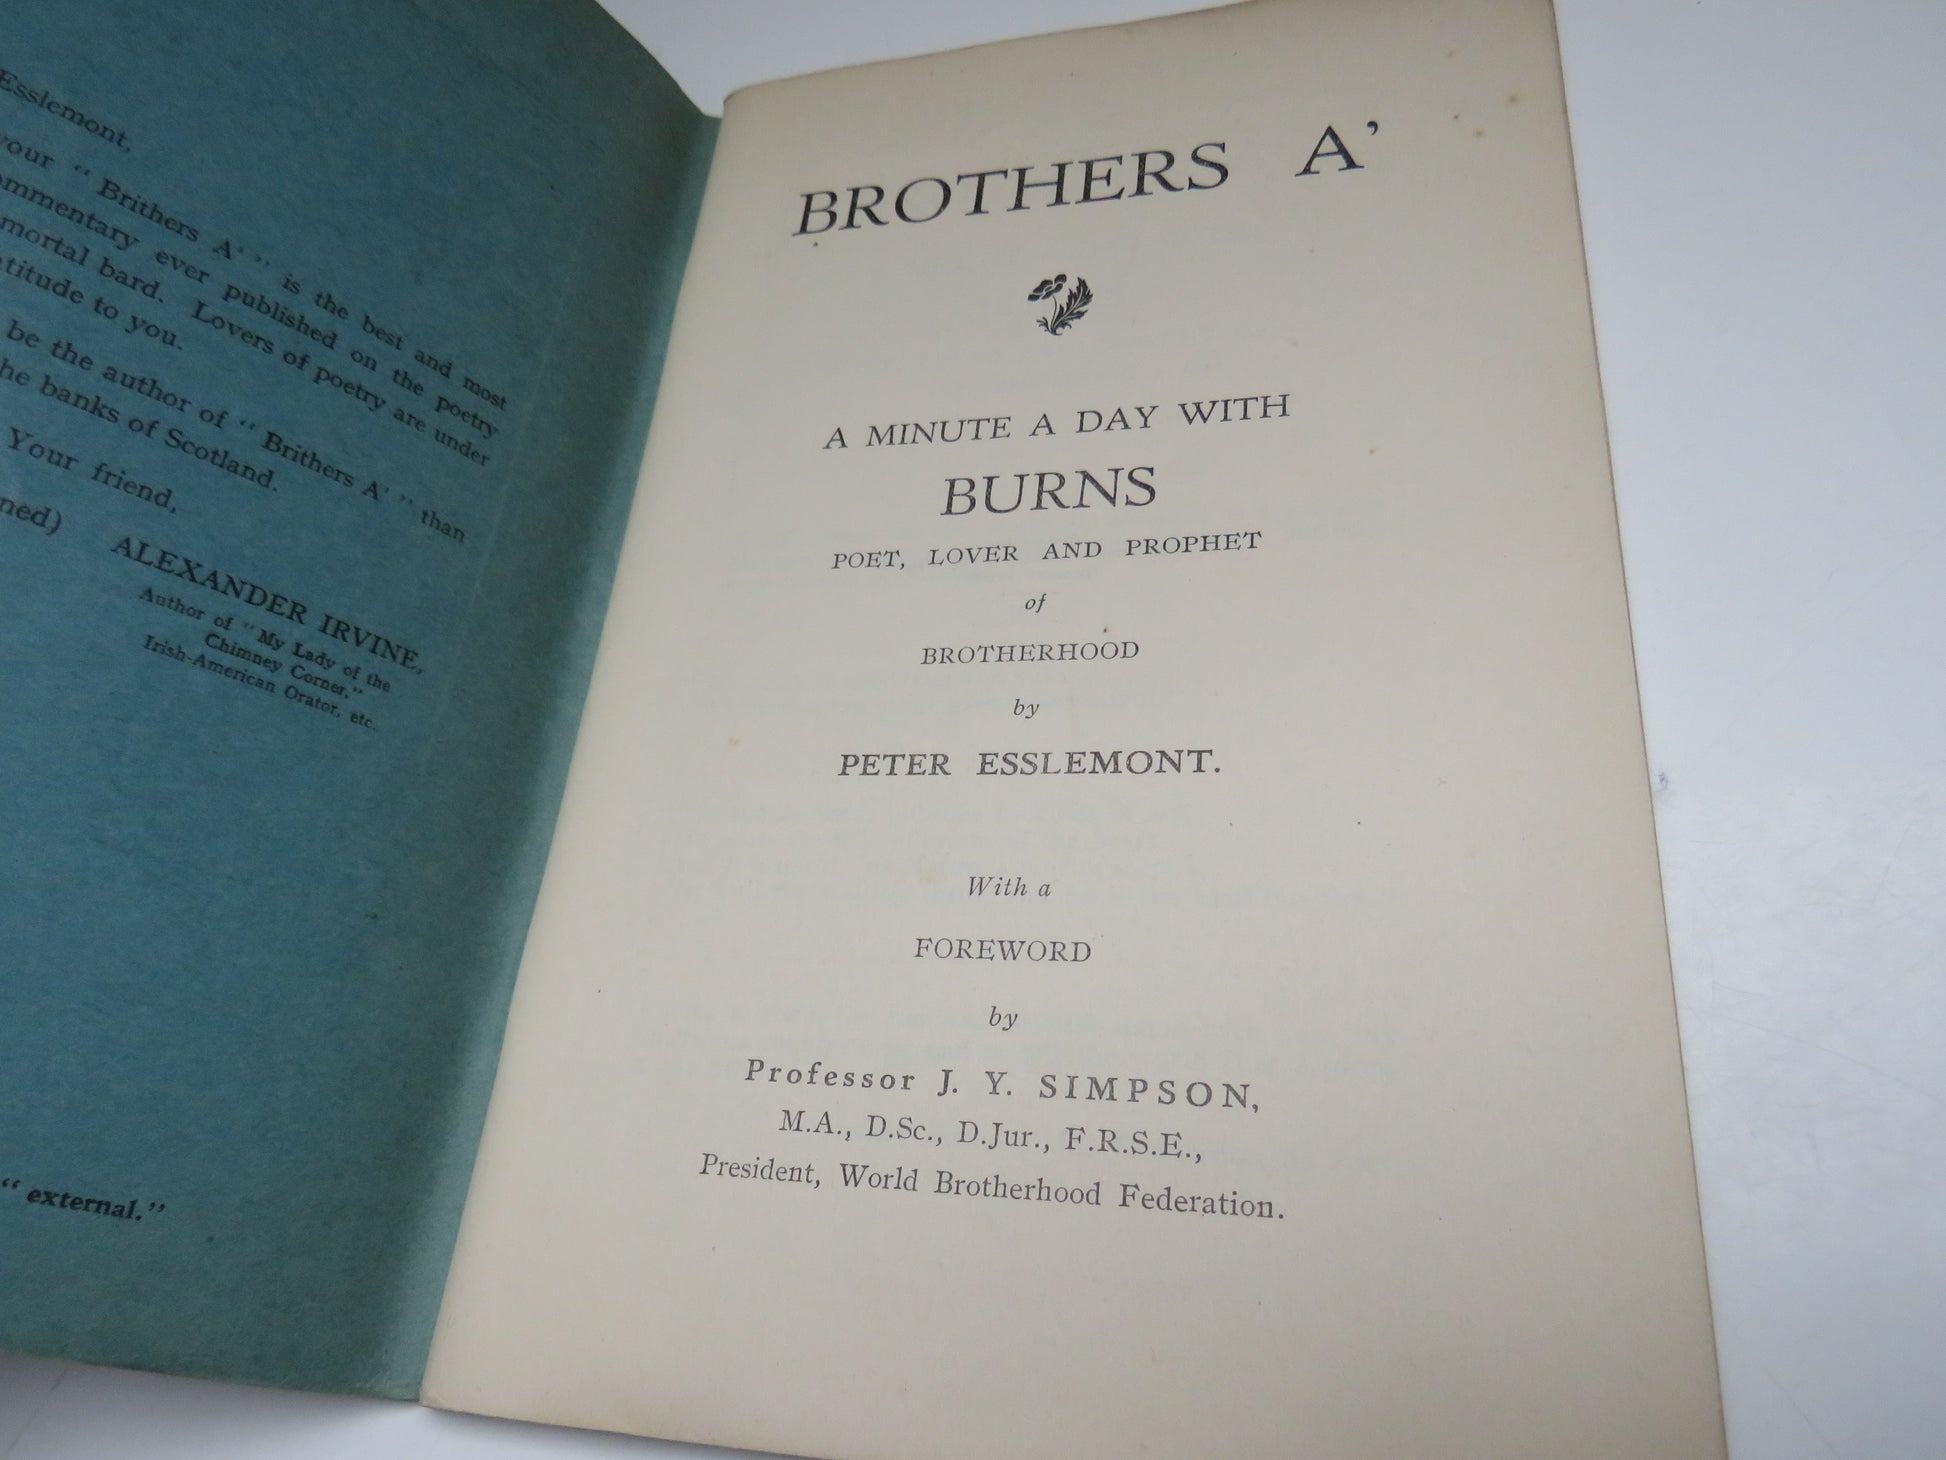 Esslemont,
your "Brithers A'" is the best and most
commentary ever published on the poetry
mortal bard. Lovers of poetry are under
titude to you.
be the author of "Brithers A'" than
he banks of Scotland.
Your friend,
ned) ALEXANDER IRVINE,
Author of "My Lady of the
Chimney Corner,"
Irish-American Orator, etc.
"external."
BROTHERS A'
A MINUTE A DAY WITH
BURNS
POET, LOVER AND PROPHET
of
BROTHERHOOD
by
PETER ESSLEMONT.
With a
FOREWORD
by
Professor J. Y. SIMPSON,
M.A., D.Sc., D.Jur., F.R.S.E.,
President, World Brotherhood Federation.